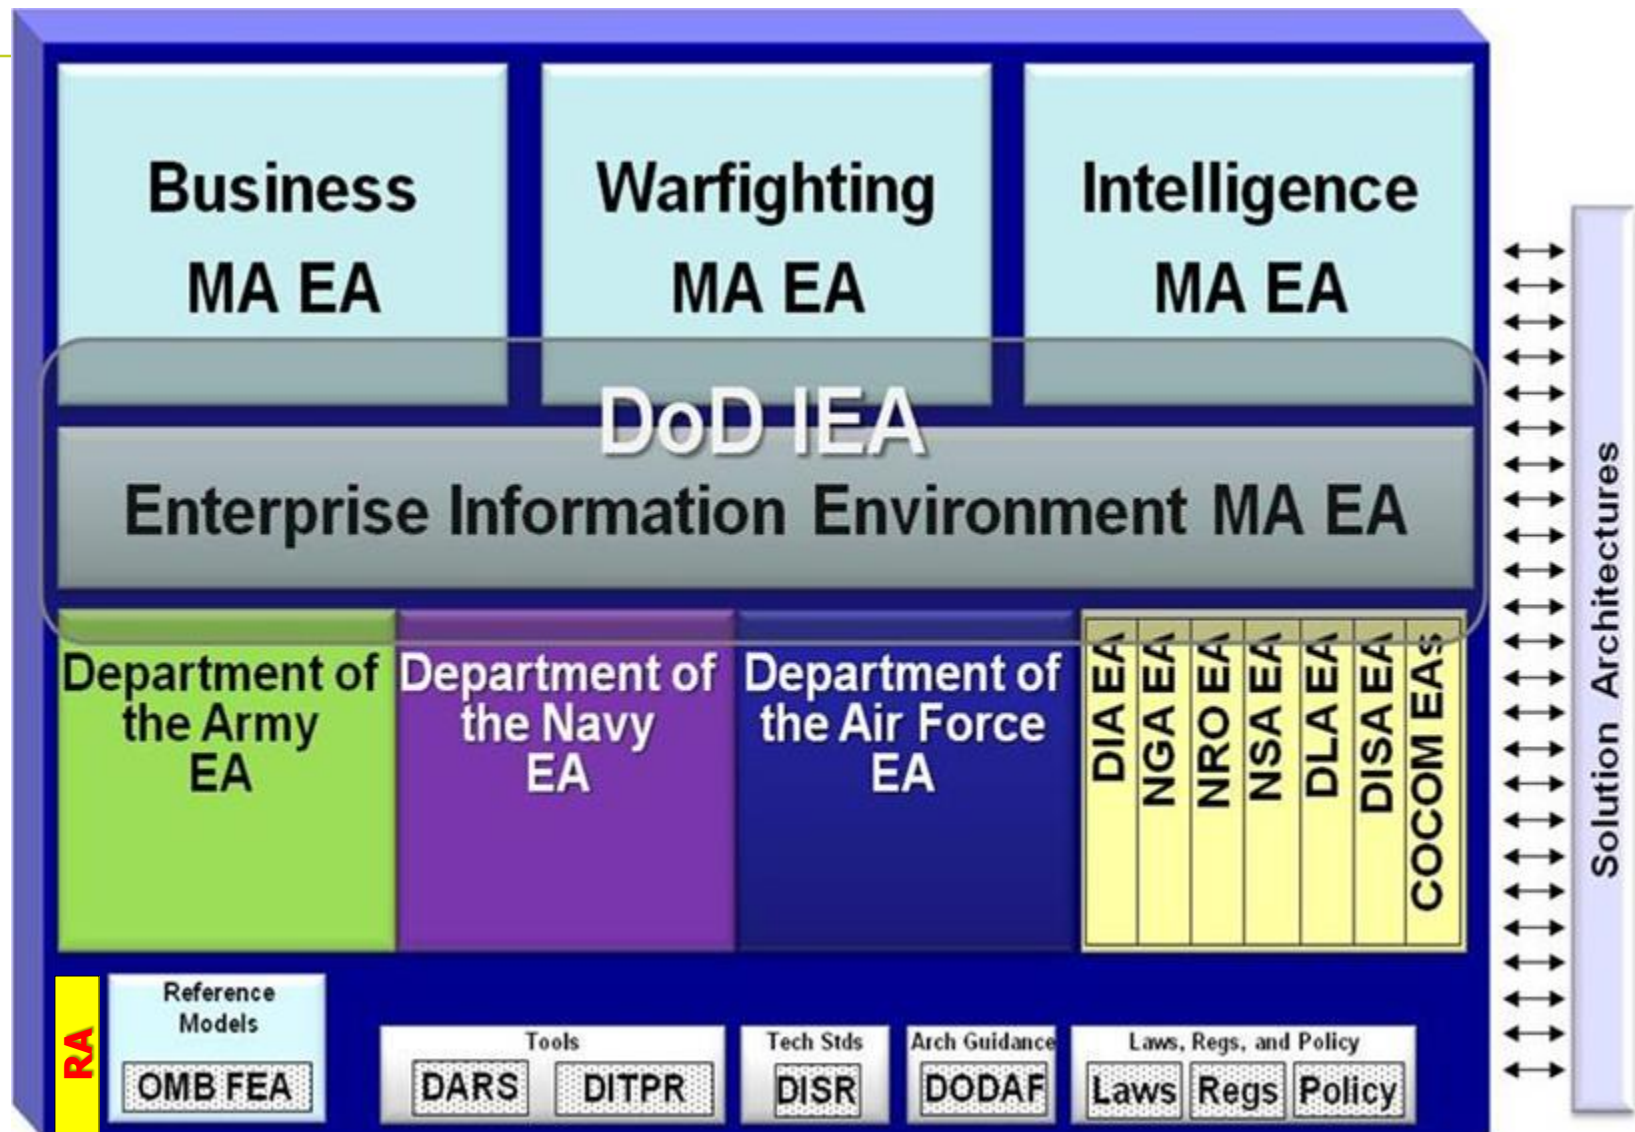 Business
MA EA
Warfighting
MA EA
Intelligence
MA EA
DoD IEA
Enterprise Information Environment MA EA
Department of
the Army
EA
Department of
the Navy
EA
Department of
the Air Force
EA
DIA EA
NGA EA
NRO EA
NSA EA
DLA EA
DISA EA
COCOM EAs
Solution Architectures
RA
Reference
Models
OMB FEA
Tools
DARS
DITPR
Tech Stds
DISR
Arch Guidance
DODAF
Laws, Regs, and Policy
Laws
Regs
Policy